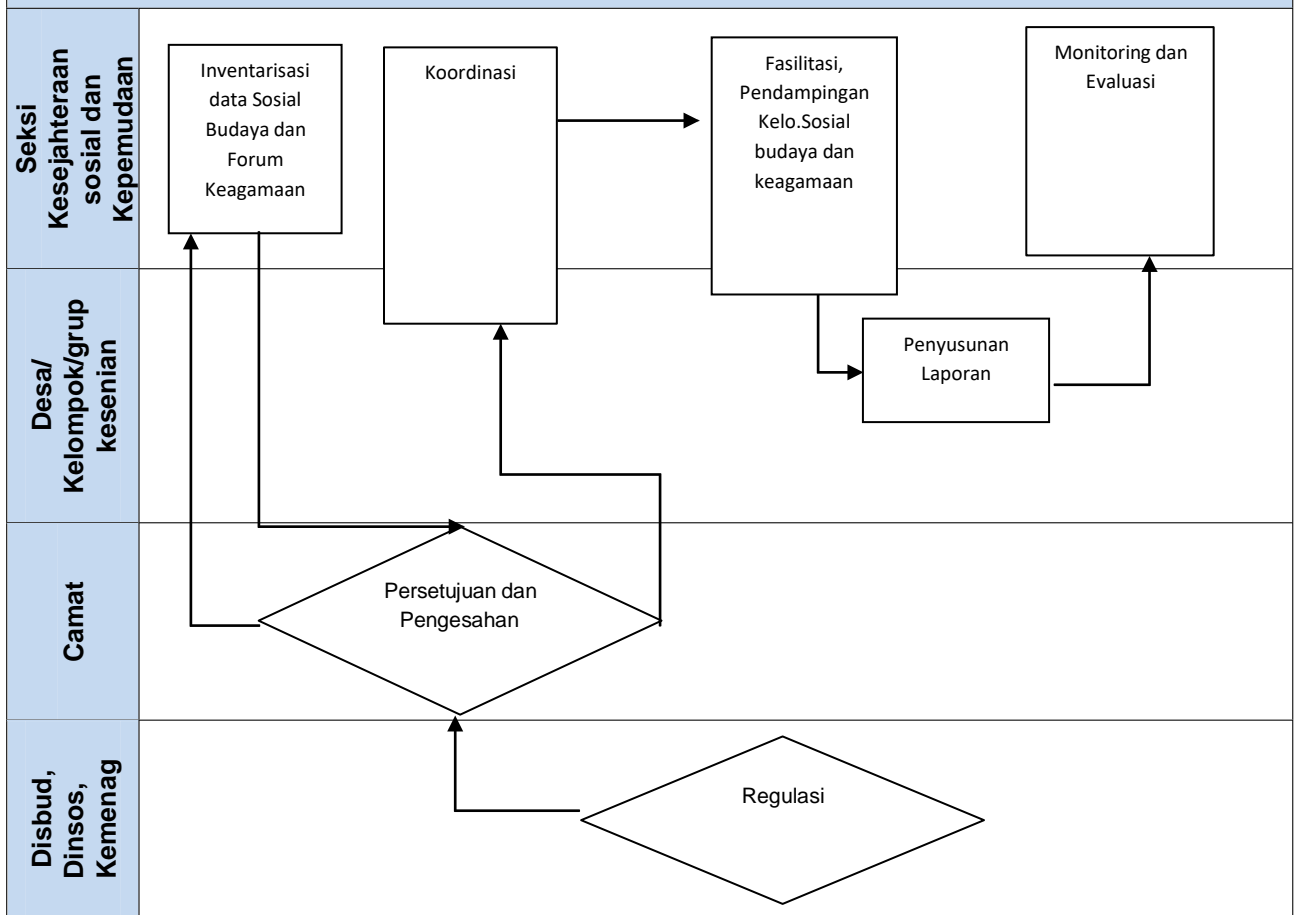 Seksi
Kesejahteraan
sosial dan
Kepemudaan
Inventarisasi
data Sosial
Budaya dan
Forum
Keagamaan
Koordinasi
Fasilitasi,
Pendampingan
Kelo.Sosial
budaya dan
keagamaan
Monitoring dan
Evaluasi
Desa/
Kelompok/grup
kesenian
Penyusunan
Laporan
Camat
Persetujuan dan
Pengesahan
Disbud,
Dinsos,
Kemenag
Regulasi